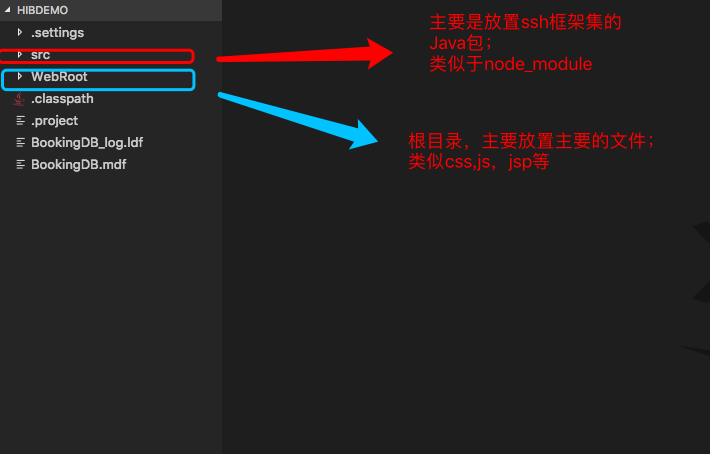 HIBDEMO
.settings
src
WebRoot
.classpath
.project
BookingDB_log.ldf
BookingDB.mdf
主要是放置ssh框架集的
Java包；
类似于node_module
根目录，主要放置主要的文件；
类似css,js，jsp等